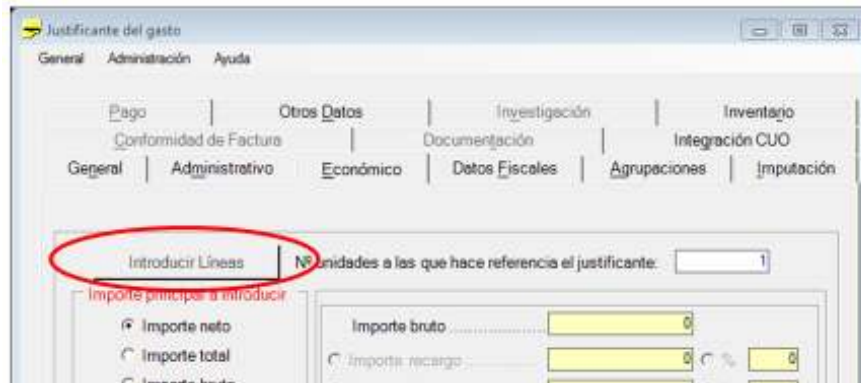 Justificante del gasto
General Administración Ayuda
Pago Otros Datos Investigación Inventario
Conformidad de Factura Documentación Integración CUO
General Administrativo Económico Datos Fiscales Agrupaciones Imputación
Introducir Líneas Nº unidades a las que hace referencia el justificante: 1
Importe principal a introducir
Importe neto Importe bruto 0
Importe total Importe recargo 0 % 0
Importe bruto